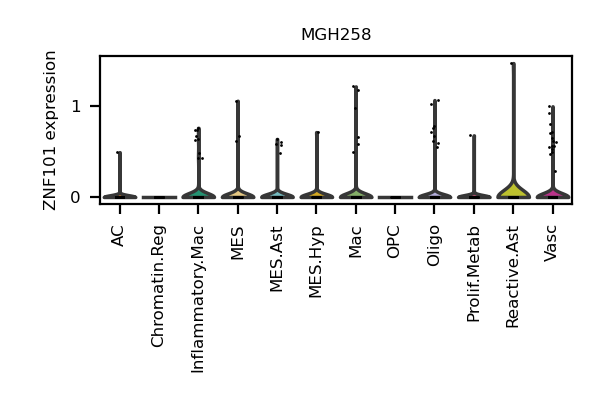 MGH258
ZNF101 expression
1
0
AC
Chromatin.Reg
Inflammatory.Mac
MES
MES.Ast
MES.Hyp
Mac
OPC
Oligo
Prolif.Metab
Reactive.Ast
Vasc